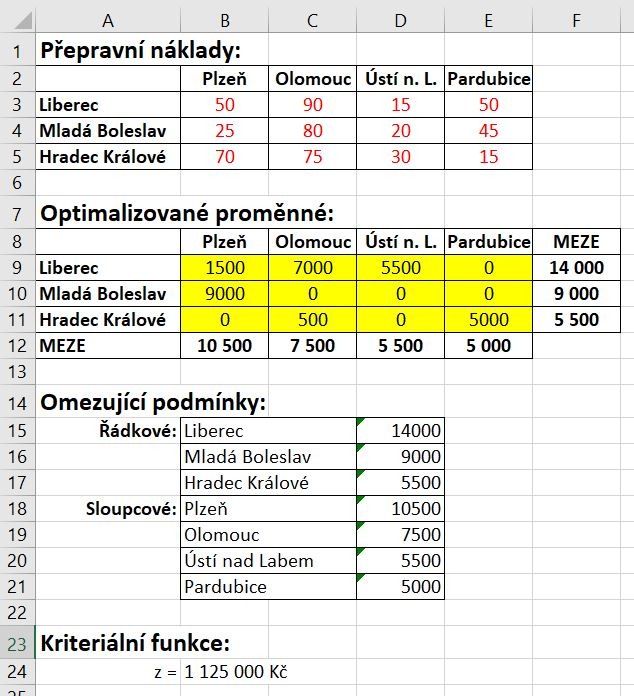 A B C D E F
1 Přepravní náklady:
2 Plzeň Olomouc Ústí n. L. Pardubice
3 Liberec 50 90 15 50
4 Mladá Boleslav 25 80 20 45
5 Hradec Králové 70 75 30 15
6
7 Optimalizované proměnné:
8 Plzeň Olomouc Ústí n. L. Pardubice MEZE
9 Liberec 1500 7000 5500 0 14 000
10 Mladá Boleslav 9000 0 0 0 9 000
11 Hradec Králové 0 500 0 5000 5 500
12 MEZE 10 500 7 500 5 500 5 000
13
14 Omezující podmínky:
15 Řádkové: Liberec 14000
16 Mladá Boleslav 9000
17 Hradec Králové 5500
18 Sloupcové: Plzeň 10500
19 Olomouc 7500
20 Ústí nad Labem 5500
21 Pardubice 5000
22
23 Kriteriální funkce:
24 z = 1 125 000 Kč